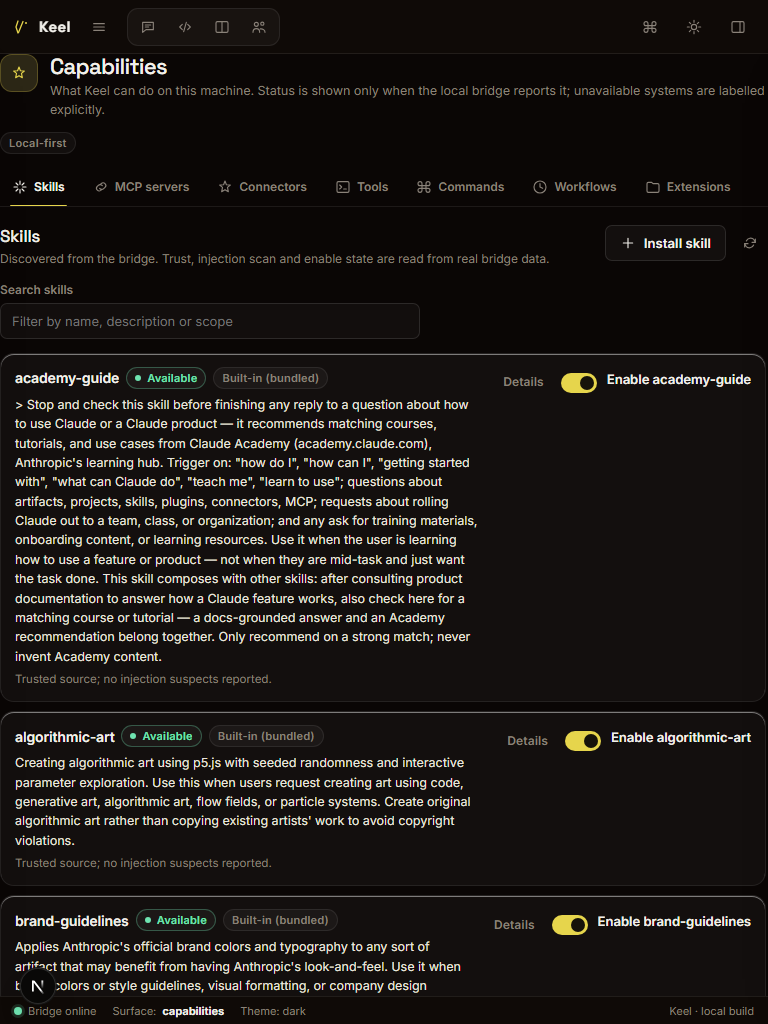 Keel
Capabilities
What Keel can do on this machine. Status is shown only when the local bridge reports it; unavailable systems are labelled
explicitly.
Local-first
Skills MCP servers Connectors Tools Commands Workflows Extensions
Skills
Discovered from the bridge. Trust, injection scan and enable state are read from real bridge data.
Install skill
Search skills
Filter by name, description or scope
academy-guide Available Built-in (bundled) Details Enable academy-guide
> Stop and check this skill before finishing any reply to a question about how
to use Claude or a Claude product — it recommends matching courses,
tutorials, and use cases from Claude Academy (academy.claude.com),
Anthropic's learning hub. Trigger on: "how do I", "how can I", "getting started
with", "what can Claude do", "teach me", "learn to use"; questions about
artifacts, projects, skills, plugins, connectors, MCP; requests about rolling
Claude out to a team, class, or organization; and any ask for training materials,
onboarding content, or learning resources. Use it when the user is learning
how to use a feature or product — not when they are mid-task and just want
the task done. This skill composes with other skills: after consulting product
documentation to answer how a Claude feature works, also check here for a
matching course or tutorial — a docs-grounded answer and an Academy
recommendation belong together. Only recommend on a strong match; never
invent Academy content.
Trusted source; no injection suspects reported.
algorithmic-art Available Built-in (bundled) Details Enable algorithmic-art
Creating algorithmic art using p5.js with seeded randomness and interactive
parameter exploration. Use this when users request creating art using code,
generative art, algorithmic art, flow fields, or particle systems. Create original
algorithmic art rather than copying existing artists' work to avoid copyright
violations.
Trusted source; no injection suspects reported.
brand-guidelines Available Built-in (bundled) Details Enable brand-guidelines
Applies Anthropic's official brand colors and typography to any sort of
artifact that may benefit from having Anthropic's look-and-feel. Use it when
colors or style guidelines, visual formatting, or company design
N
Bridge online Surface: capabilities Theme: dark Keel · local build